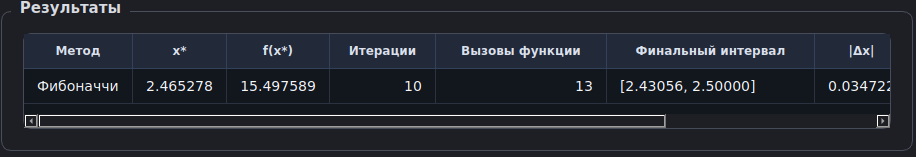 Результаты
Метод x* f(x*) Итерации Вызовы функции Финальный интервал |Δx|
Фибоначчи 2.465278 15.497589 10 13 [2.43056, 2.50000] 0.034722